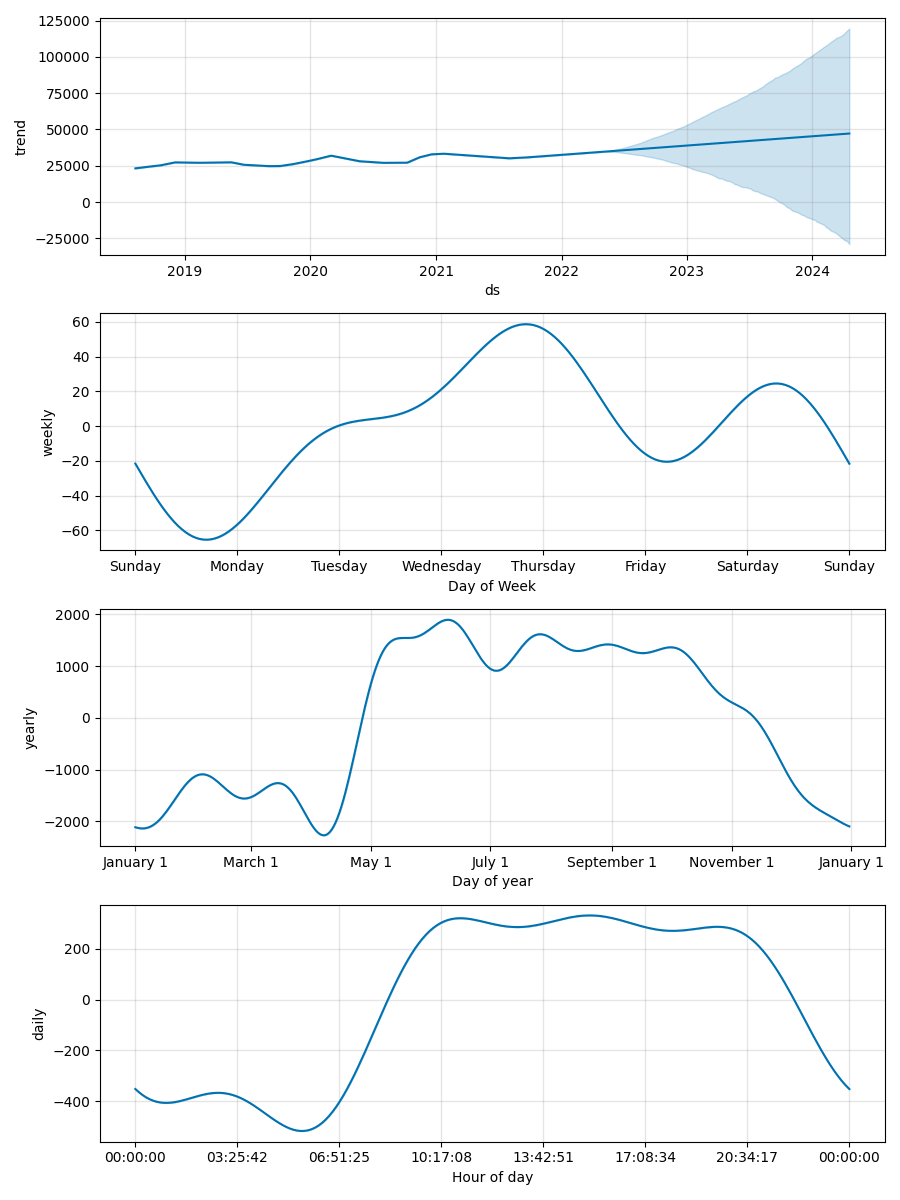 125000
100000
75000
50000
25000
0
−25000
trend
2019 2020 2021 2022 2023 2024
ds
60
40
20
0
−20
−40
−60
weekly
Sunday Monday Tuesday Wednesday Thursday Friday Saturday Sunday
Day of Week
2000
1000
0
−1000
−2000
yearly
January 1 March 1 May 1 July 1 September 1 November 1 January 1
Day of year
200
0
−200
−400
daily
00:00:00 03:25:42 06:51:25 10:17:08 13:42:51 17:08:34 20:34:17 00:00:00
Hour of day